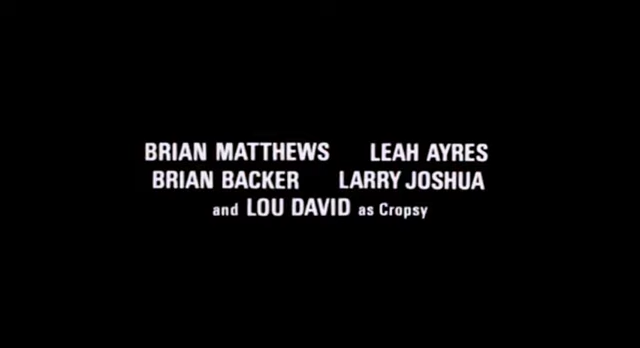 BRIAN MATTHEWS LEAH AYRES
BRIAN BACKER LARRY JOSHUA
and LOU DAVID as Cropsy